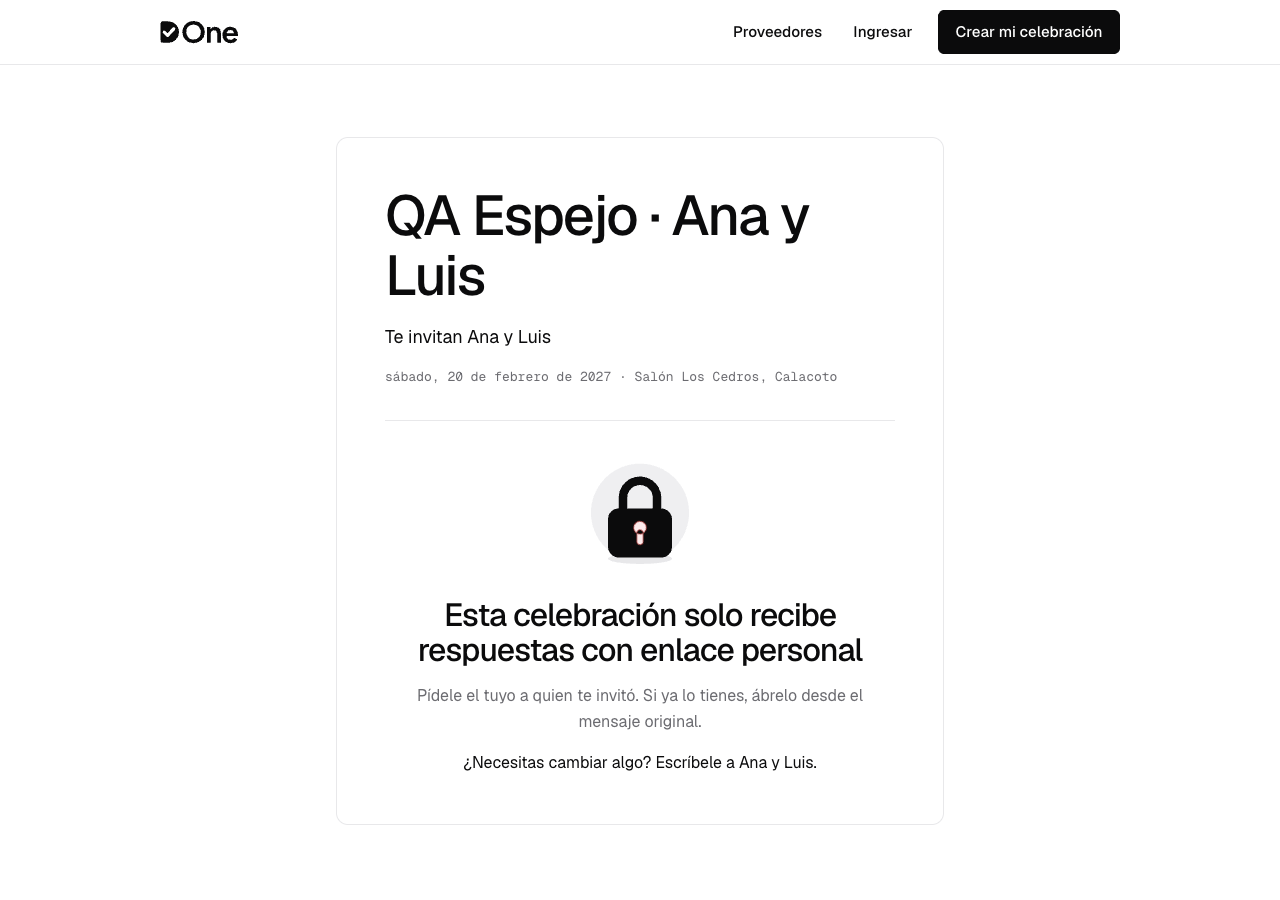 DOne
Proveedores
Ingresar
Crear mi celebración
QA Espejo · Ana y
Luis
Te invitan Ana y Luis
sábado, 20 de febrero de 2027 · Salón Los Cedros, Calacoto
Esta celebración solo recibe
respuestas con enlace personal
Pídele el tuyo a quien te invitó. Si ya lo tienes, ábrelo desde el
mensaje original.
¿Necesitas cambiar algo? Escríbele a Ana y Luis.